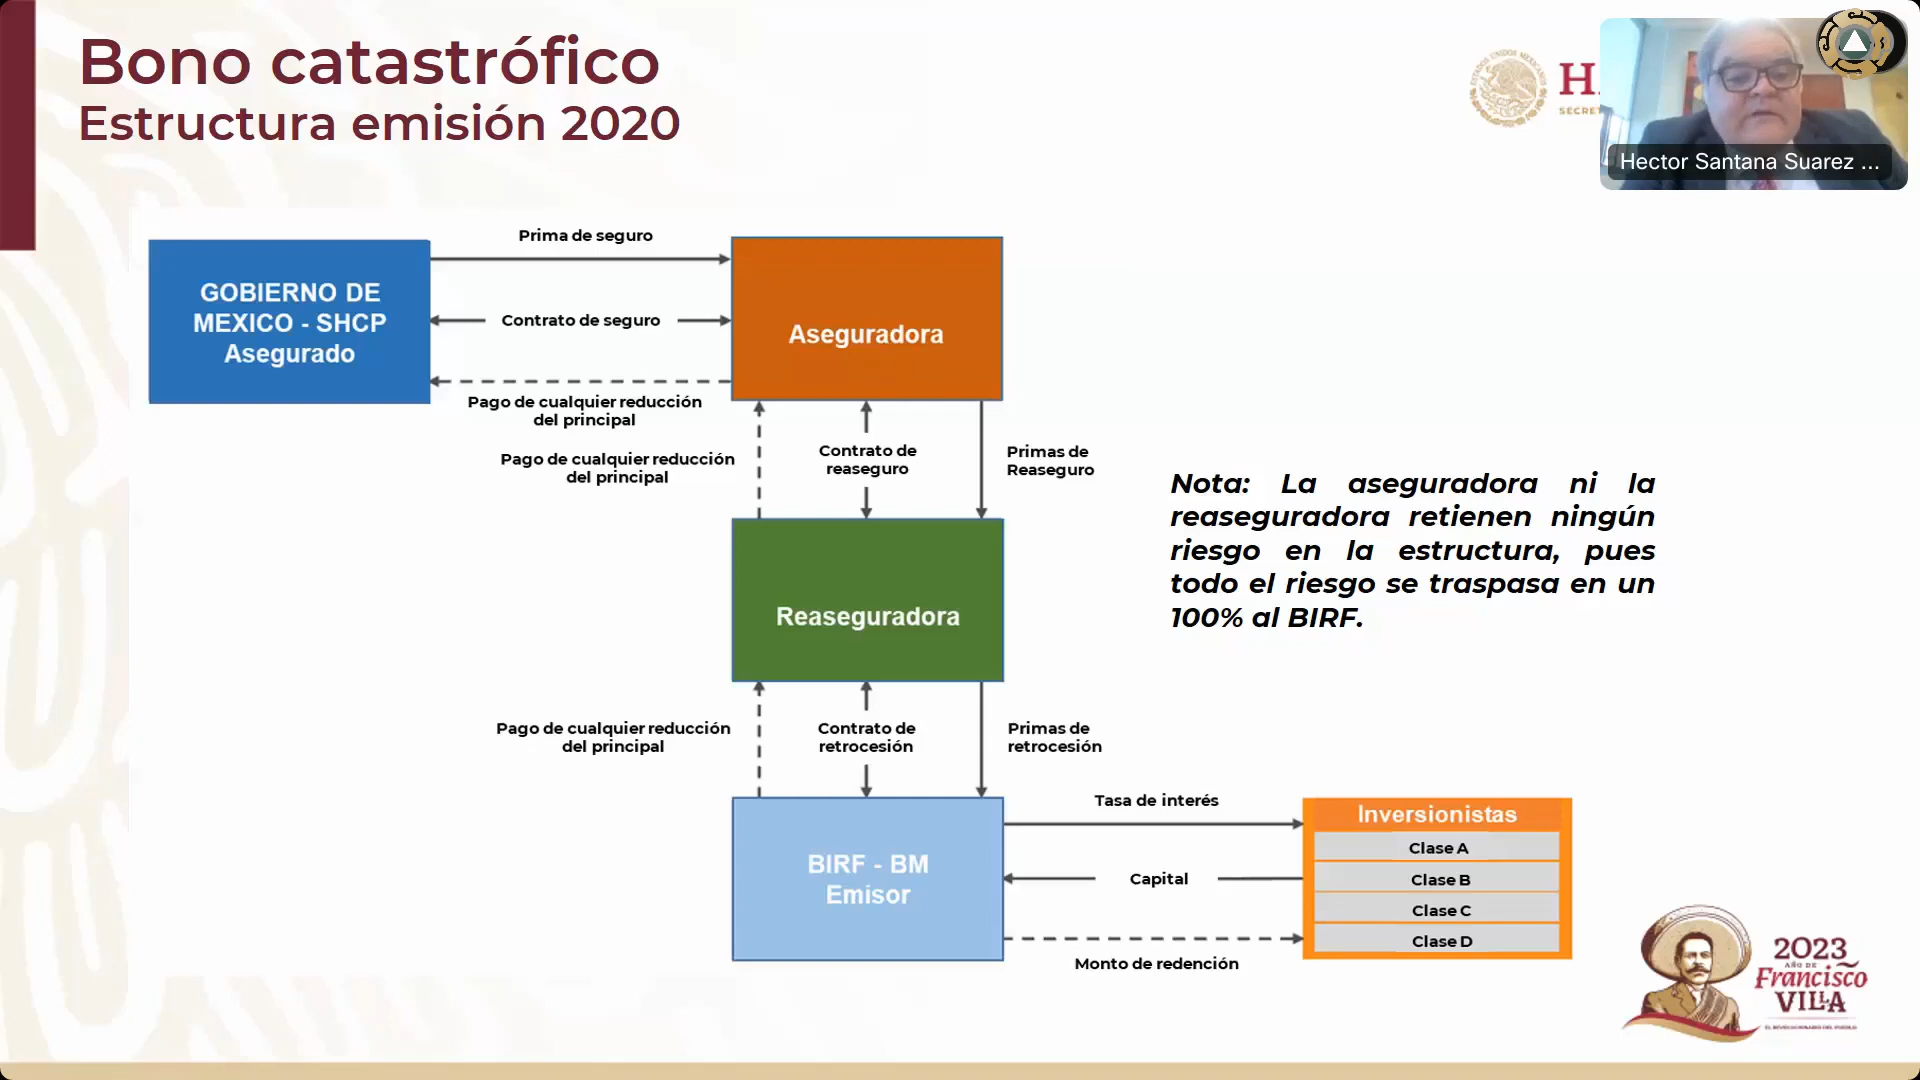 Bono catastrófico
Estructura emisión 2020
Hector Santana Suarez ...
Prima de seguro
GOBIERNO DE
MEXICO - SHCP
Asegurado
Contrato de seguro
Aseguradora
Pago de cualquier reducción
del principal
Pago de cualquier reducción
del principal
Contrato de
reaseguro
Primas de
Reaseguro
Nota: La aseguradora ni la
reaseguradora retienen ningún
riesgo en la estructura, pues
todo el riesgo se traspasa en un
100% al BIRF.
Reaseguradora
Pago de cualquier reducción
del principal
Contrato de
retrocesión
Primas de
retrocesión
BIRF - BM
Emisor
Tasa de interés
Capital
Monto de redención
Inversionistas
Clase A
Clase B
Clase C
Clase D
2023
AÑO DE
Francisco
VILLA
EL REVOLUCIONARIO DEL PUEBLO